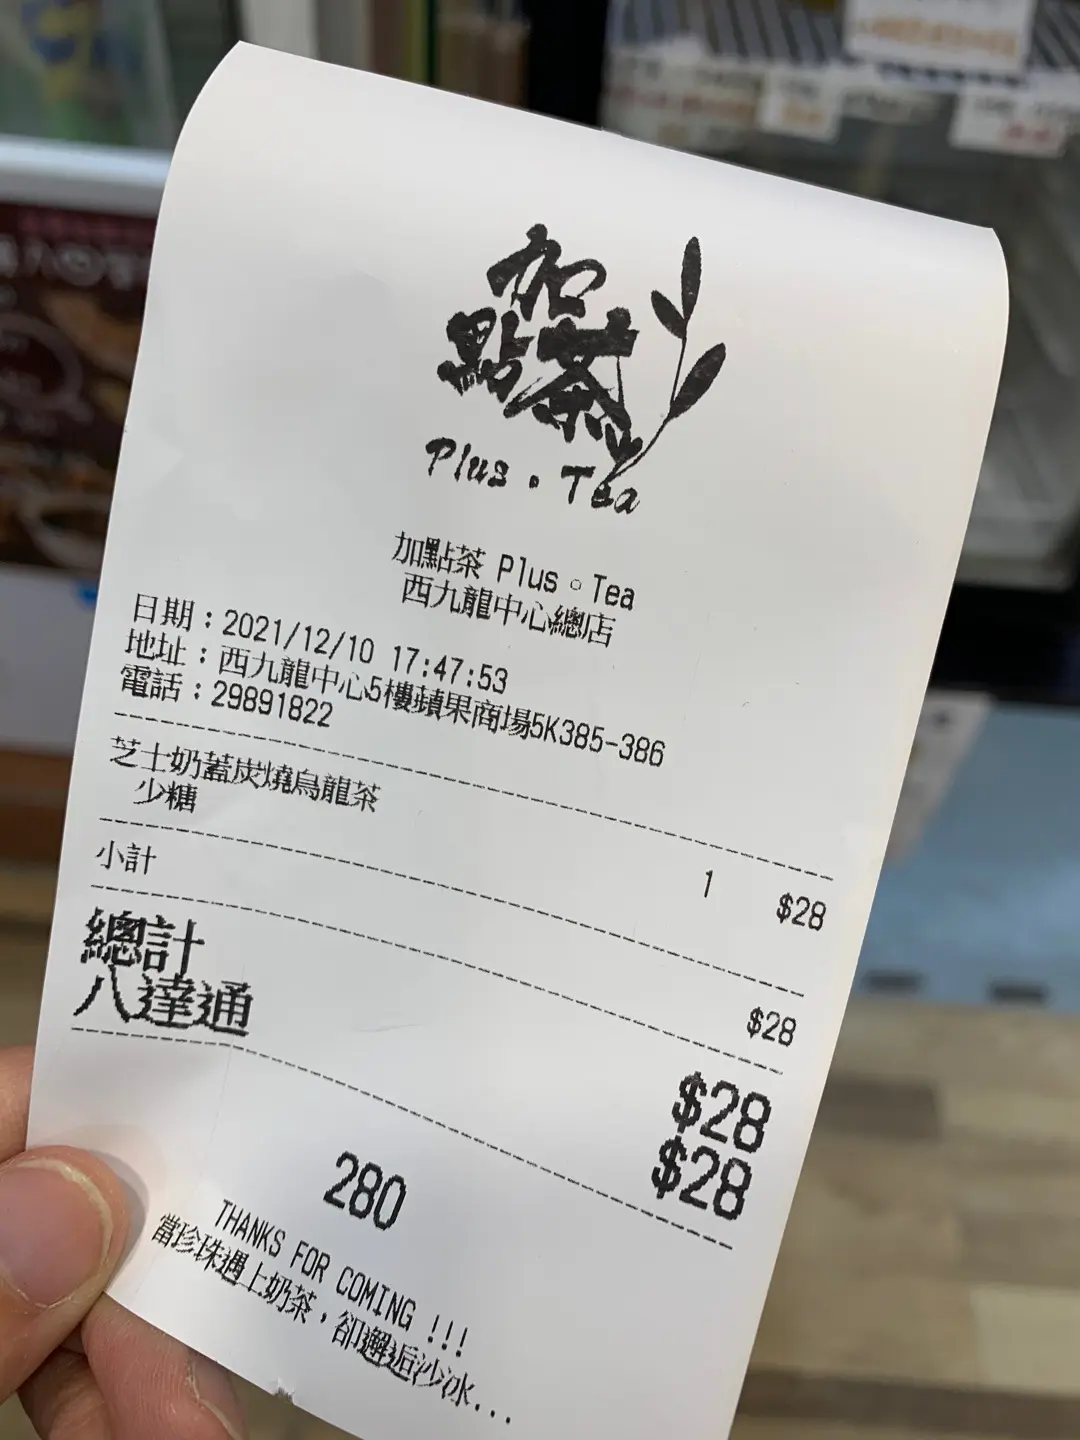 加
點茶
Plus.Tea
加點茶 Plus。Tea
西九龍中心總店
日期：2021/12/10 17:47:53
地址：西九龍中心5樓蘋果商場5K385-386
電話：29891822
芝士奶蓋炭燒烏龍茶 1 $28
少糖
小計 $28
總計 $28
八達通 $28
280
THANKS FOR COMING !!!
當珍珠遇上奶茶，卻邂逅沙冰...